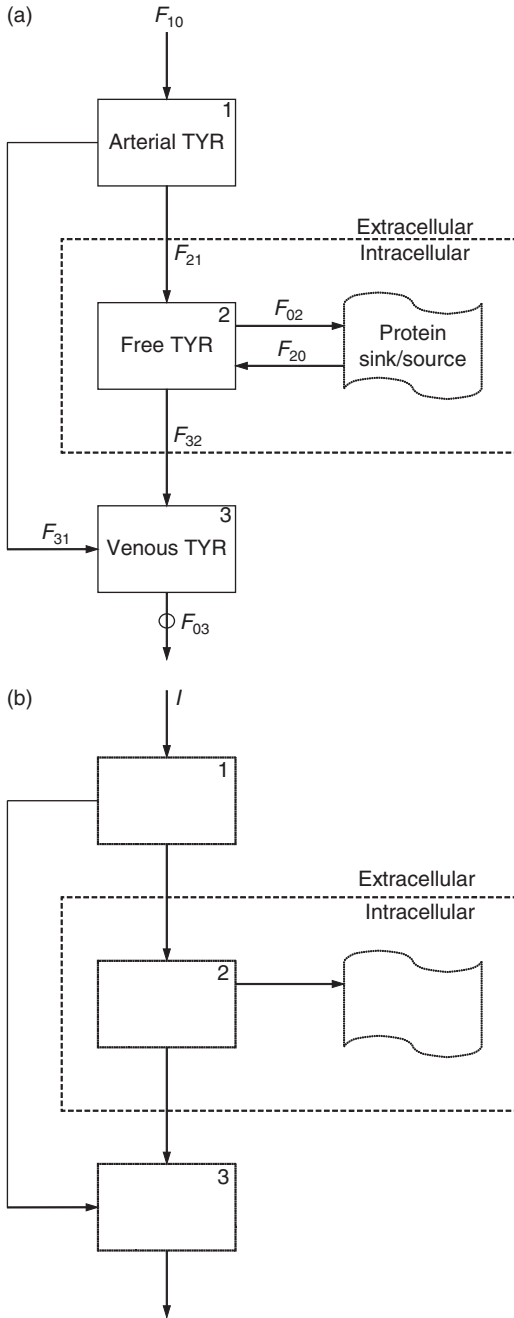 (a)
F10
1
Arterial TYR
Extracellular
F21
Intracellular
2
Free TYR
F02
F20
Protein
sink/source
F32
3
F31
Venous TYR
F03
(b)
I
1
Extracellular
Intracellular
2
3